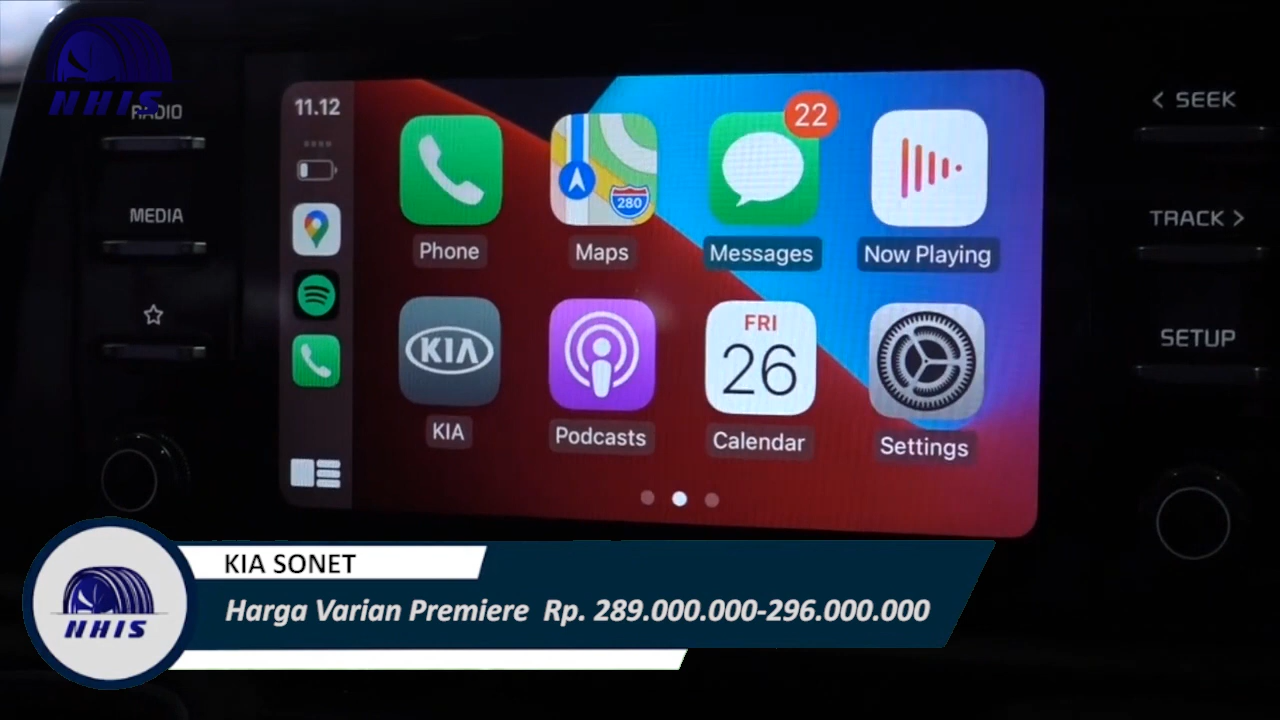 NHIS
RADIO
MEDIA
11.12
Phone
280
Maps
22
Messages
Now Playing
KIA
KIA
Podcasts
FRI
26
Calendar
Settings
< SEEK
TRACK >
SETUP
NHIS
KIA SONET
Harga Varian Premiere Rp. 289.000.000-296.000.000